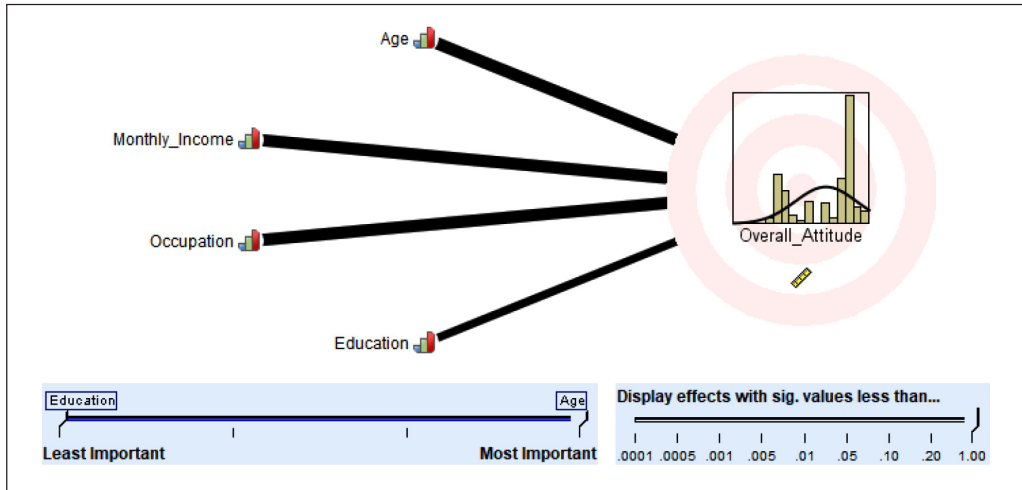 Age
Monthly_Income
Occupation
Education
Overall_Attitude
Education
Age
Least Important
Most Important
Display effects with sig. values less than...
.0001 .0005 .001 .005 .01 .05 .10 .20 1.00